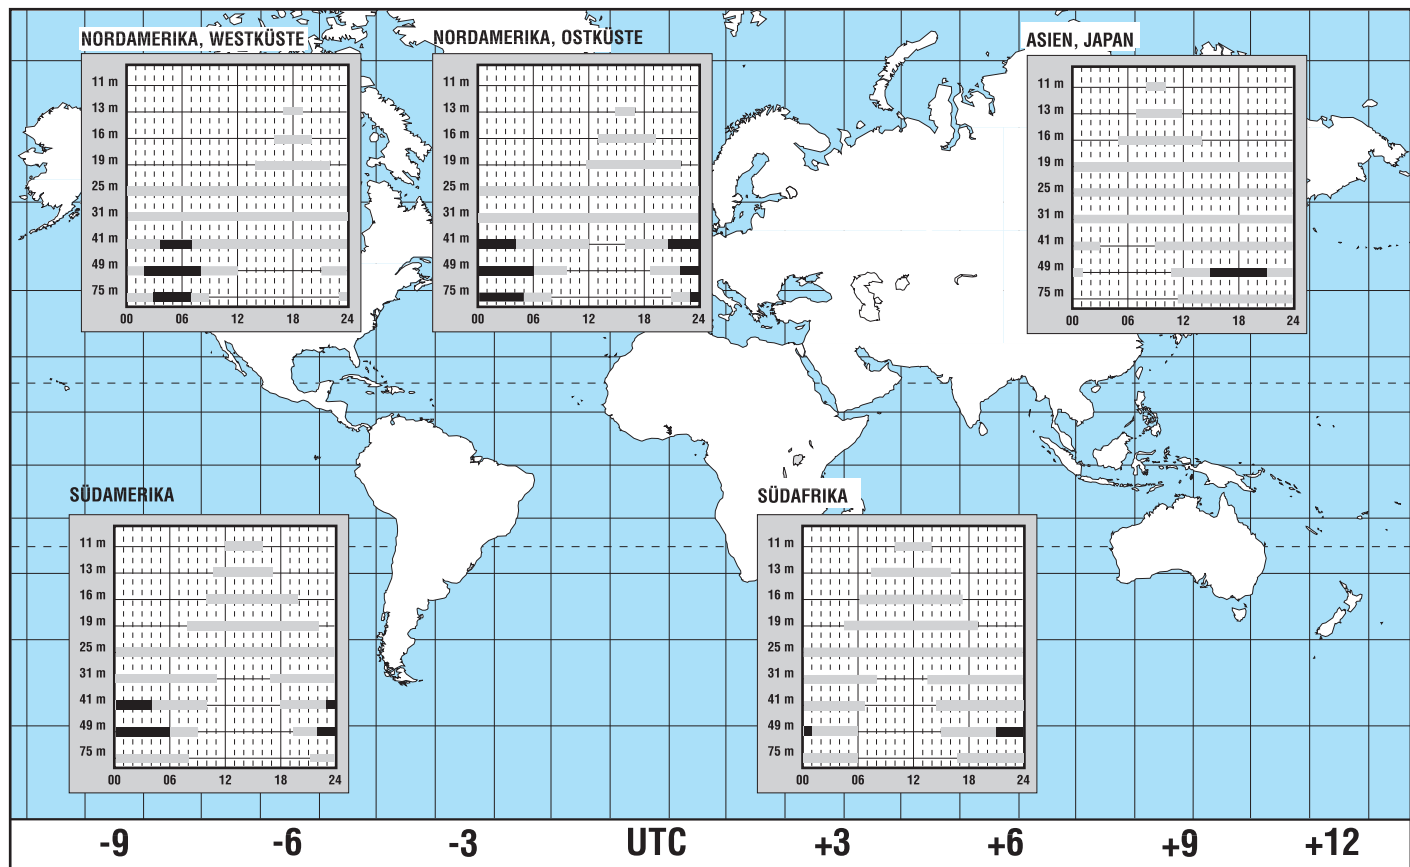 NORDAMERIKA, WESTKÜSTE
11 m
13 m
16 m
19 m
25 m
31 m
41 m
49 m
75 m
00 06 12 18 24
NORDAMERIKA, OSTKÜSTE
11 m
13 m
16 m
19 m
25 m
31 m
41 m
49 m
75 m
00 06 12 18 24
ASIEN, JAPAN
11 m
13 m
16 m
19 m
25 m
31 m
41 m
49 m
75 m
00 06 12 18 24
SÜDAMERIKA
11 m
13 m
16 m
19 m
25 m
31 m
41 m
49 m
75 m
00 06 12 18 24
SÜDAFRIKA
11 m
13 m
16 m
19 m
25 m
31 m
41 m
49 m
75 m
00 06 12 18 24
-9 -6 -3 UTC +3 +6 +9 +12